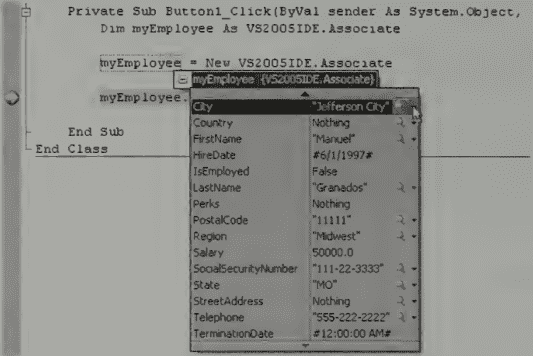 Private Sub Button1_Click(ByVal sender As System.Object,
Dim myEmployee As VS2005IDE.Associate
myEmployee = New VS2005IDE.Associate
myEmployee {VS2005IDE.Associate}
myEmployee.
City "Jefferson City"
Country Nothing
FirstName "Manuel"
HireDate #6/1/1997#
IsEmployed False
LastName "Granados"
Perks Nothing
PostalCode "11111"
Region "Midwest"
Salary 50000.0
SocialSecurityNumber "111-22-3333"
State "MO"
StreetAddress Nothing
Telephone "555-222-2222"
TerminationDate #12:00:00 AM#
End Sub
End Class